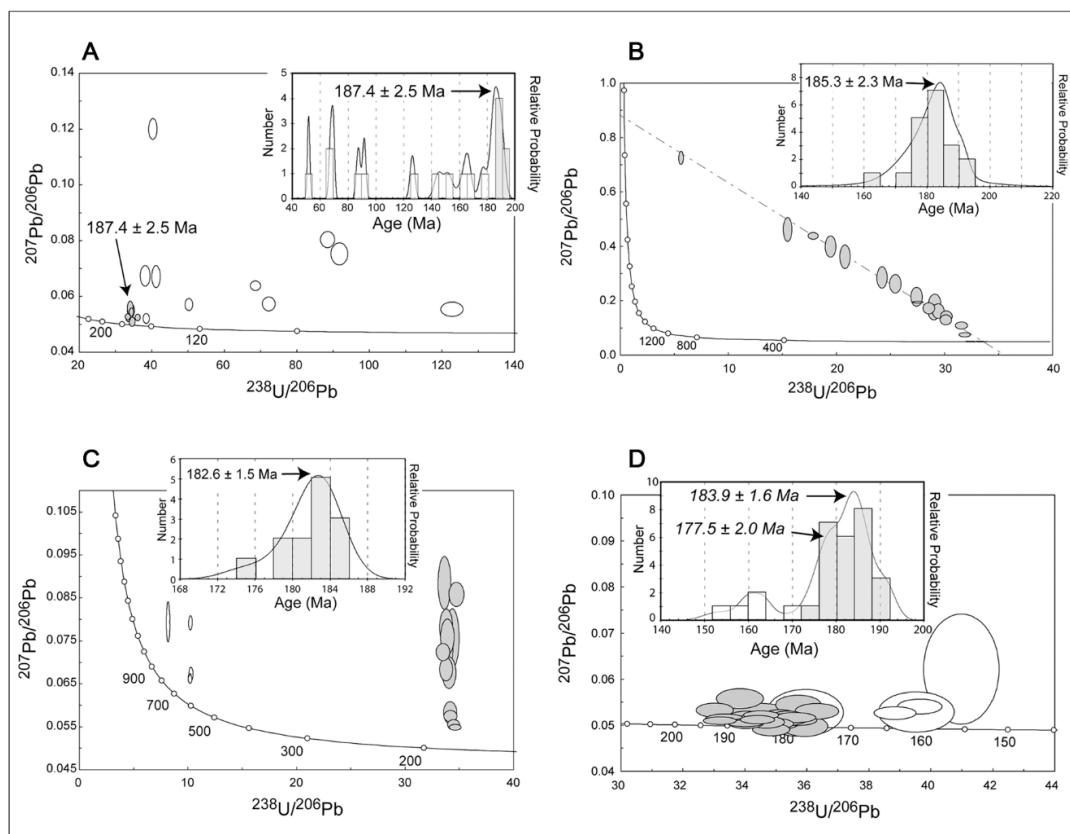 A
0.14
0.12
0.10
0.08
0.06
0.04
207Pb/206Pb
20 40 60 80 100 120 140
238U/206Pb
187.4 ± 2.5 Ma
200
120
5
4
3
2
1
0
Number
187.4 ± 2.5 Ma
Relative Probability
40 60 80 100 120 140 160 180 200
Age (Ma)
B
1.0
0.8
0.6
0.4
0.2
0.0
207Pb/206Pb
1200 800 400
0 10 20 30 40
238U/206Pb
8
6
4
2
0
Number
185.3 ± 2.3 Ma
Relative Probability
140 160 180 200 220
Age (Ma)
C
0.105
0.095
0.085
0.075
0.065
0.055
0.045
207Pb/206Pb
900
700
500
300
200
0 10 20 30 40
238U/206Pb
6
5
4
3
2
1
0
Number
182.6 ± 1.5 Ma
Relative Probability
168 172 176 180 184 188 192
Age (Ma)
D
0.10
0.09
0.08
0.07
0.06
0.05
0.04
207Pb/206Pb
200 190 180 170 160 150
30 32 34 36 38 40 42 44
238U/206Pb
10
8
6
4
2
0
Number
183.9 ± 1.6 Ma
177.5 ± 2.0 Ma
Relative Probability
140 150 160 170 180 190 200
Age (Ma)